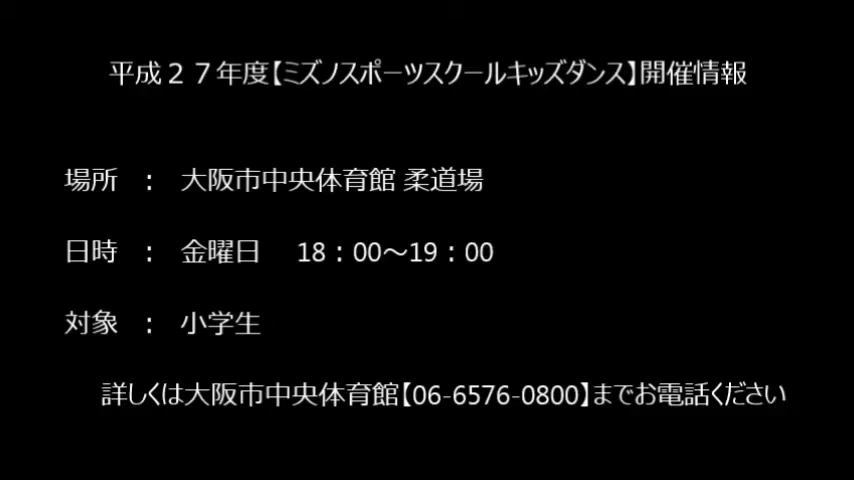 平成２７年度【ミズノスポーツスクールキッズダンス】開催情報
場所　：　大阪市中央体育館 柔道場
日時　：　金曜日　18：00～19：00
対象　：　小学生
詳しくは大阪市中央体育館【06-6576-0800】までお電話ください